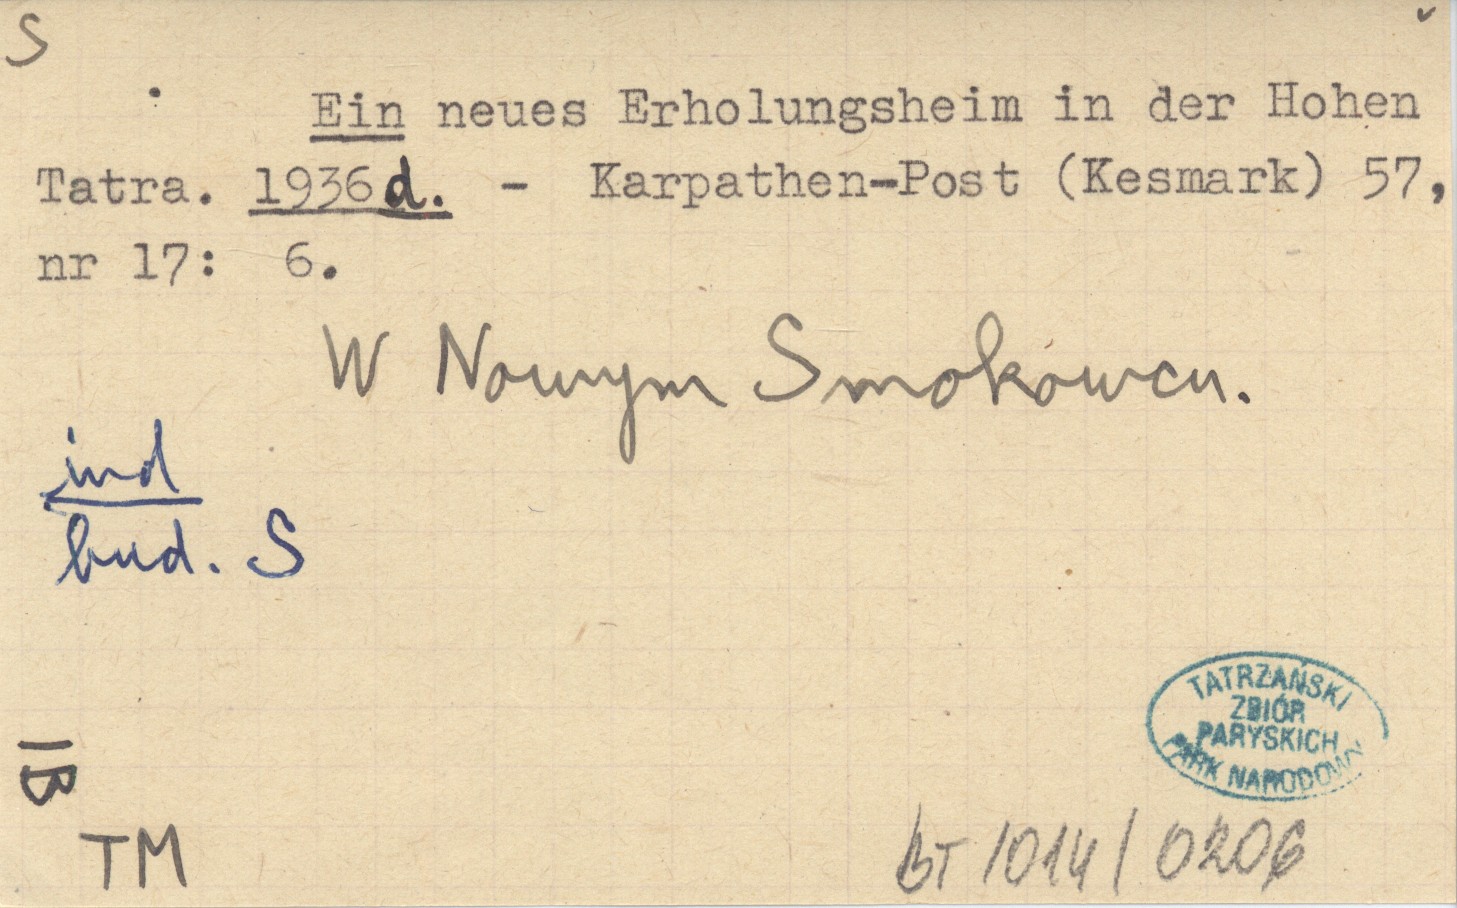 S
Ein neues Erholungsheim in der Hohen
Tatra. 1936d. - Karpathen-Post (Kesmark) 57,
nr 17: 6.
W Nowym Smokowcu.
ind
bud. S
TATRZAŃSKI
ZBIÓR
PARYSKICH
PARK NARODOWY
IB
TM
BT 1014/0206